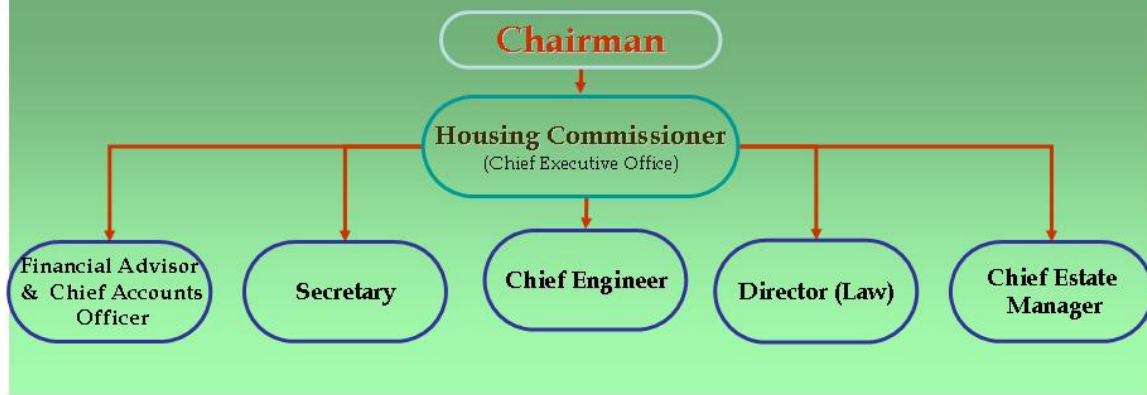 Chairman
Housing Commissioner
(Chief Executive Office)
Financial Advisor
& Chief Accounts
Officer
Secretary
Chief Engineer
Director (Law)
Chief Estate
Manager